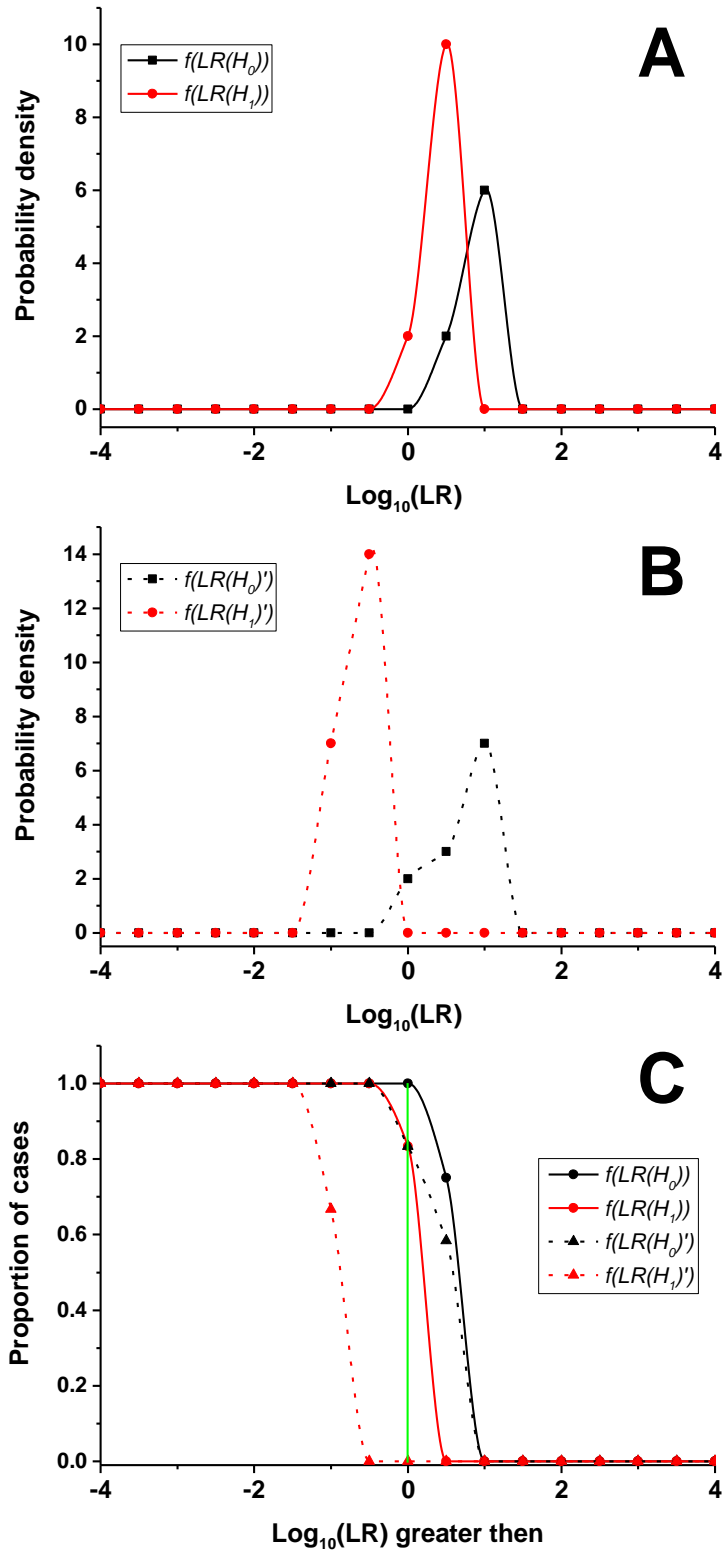 A
f(LR(H₀))
f(LR(H₁))
Probability density
10
8
6
4
2
0
-4 -2 0 2 4
Log₁₀(LR)
B
f(LR(H₀)')
f(LR(H₁)')
Probability density
14
12
10
8
6
4
2
0
-4 -2 0 2 4
Log₁₀(LR)
C
f(LR(H₀))
f(LR(H₁))
f(LR(H₀)')
f(LR(H₁)')
Proportion of cases
1.0
0.8
0.6
0.4
0.2
0.0
-4 -2 0 2 4
Log₁₀(LR) greater then